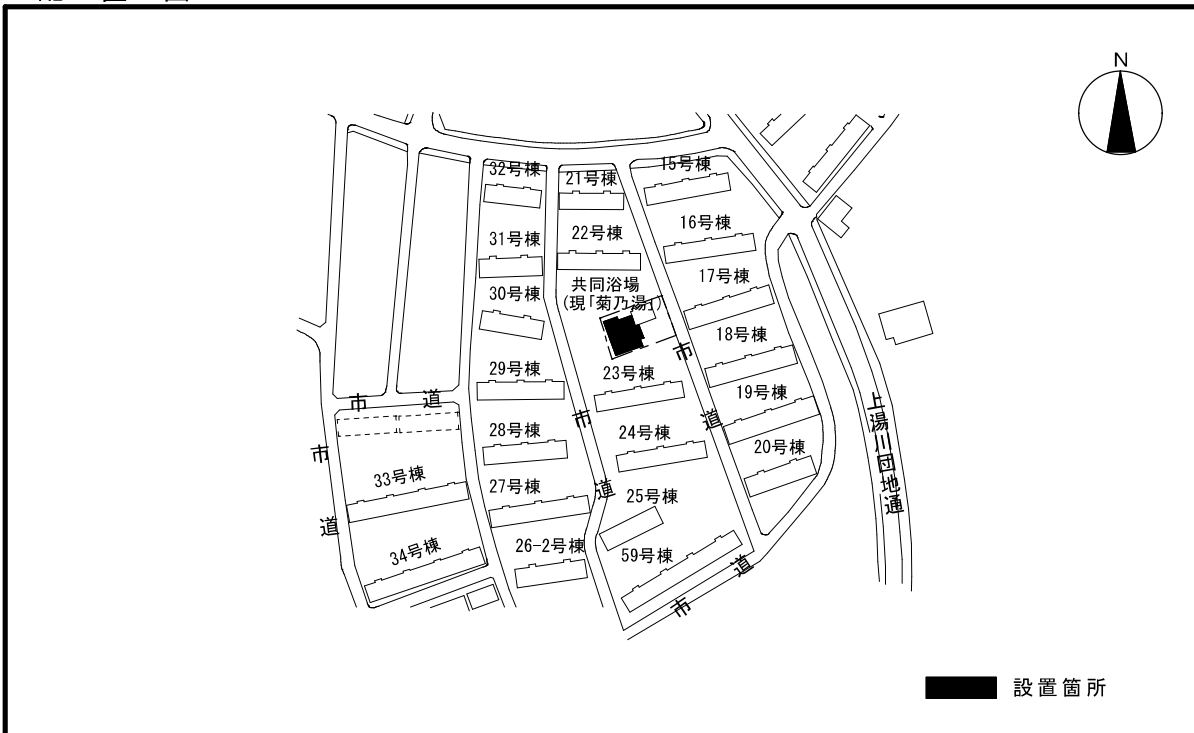 N
32号棟
21号棟
15号棟
31号棟
22号棟
16号棟
30号棟
共同浴場
(現「菊乃湯」)
17号棟
18号棟
29号棟
23号棟
市
19号棟
市道
市道
28号棟
24号棟
20号棟
上湯川団地通
市道
33号棟
27号棟
25号棟
道
34号棟
26-2号棟
59号棟
市道
設置箇所